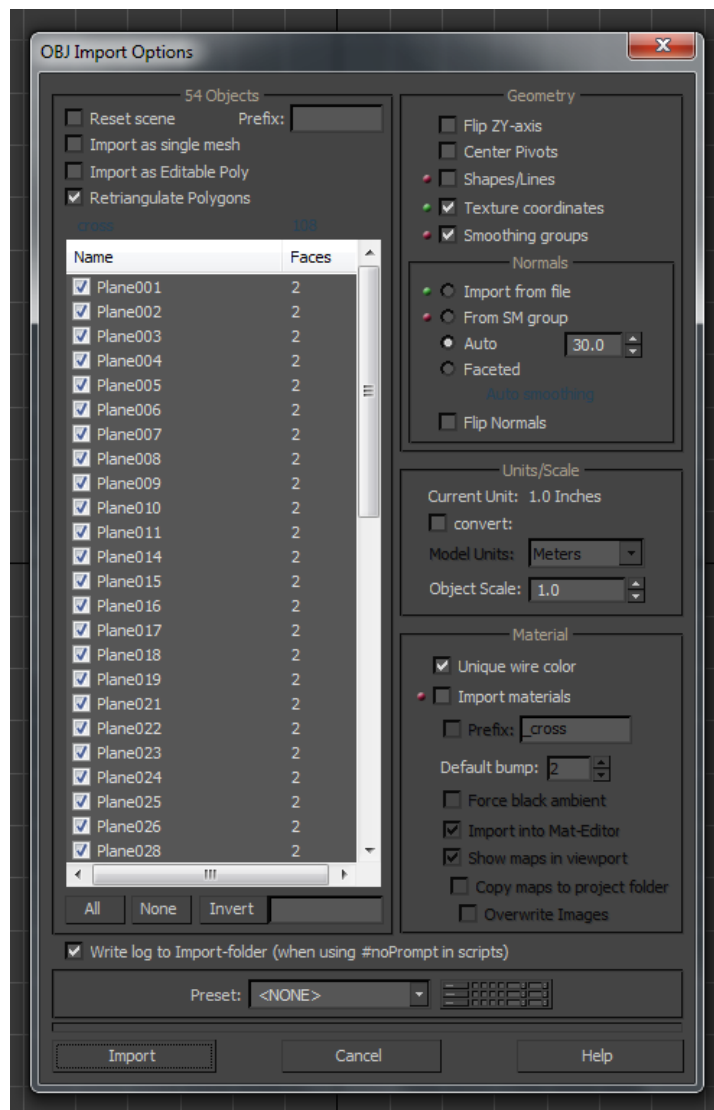 OBJ Import Options
54 Objects
Reset scene Prefix:
Import as single mesh
Import as Editable Poly
Retriangulate Polygons
cross 108
Name Faces
Plane001 2
Plane002 2
Plane003 2
Plane004 2
Plane005 2
Plane006 2
Plane007 2
Plane008 2
Plane009 2
Plane010 2
Plane011 2
Plane014 2
Plane015 2
Plane016 2
Plane017 2
Plane018 2
Plane019 2
Plane021 2
Plane022 2
Plane023 2
Plane024 2
Plane025 2
Plane026 2
Plane028 2
All None Invert
Geometry
Flip ZY-axis
Center Pivots
Shapes/Lines
Texture coordinates
Smoothing groups
Normals
Import from file
From SM group
Auto 30.0
Faceted
Auto smoothing
Flip Normals
Units/Scale
Current Unit: 1.0 Inches
convert:
Model Units: Meters
Object Scale: 1.0
Material
Unique wire color
Import materials
Prefix: _cross
Default bump: 2
Force black ambient
Import into Mat-Editor
Show maps in viewport
Copy maps to project folder
Overwrite Images
Write log to Import-folder (when using #noPrompt in scripts)
Preset: <NONE>
Import Cancel Help